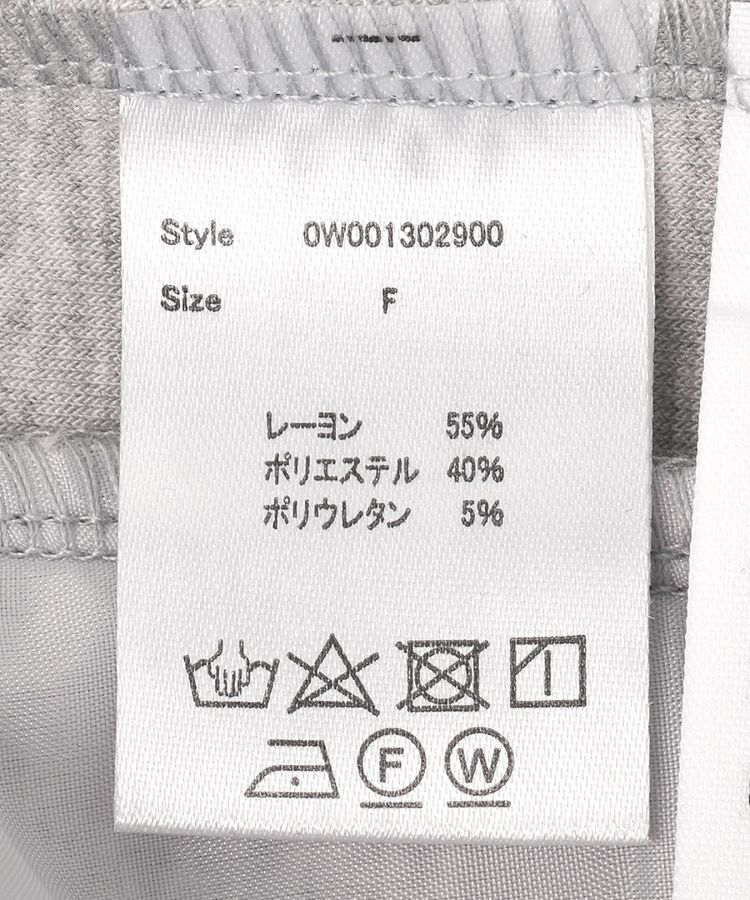 Style 0W001302900
Size F
レーヨン 55%
ポリエステル 40%
ポリウレタン 5%
F W